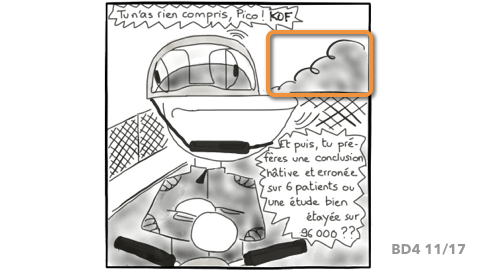 Tu n'as rien compris, Pico ! KOF
Et puis, tu pré-
fères une conclusion
hâtive et erronée
sur 6 patients ou
une étude bien
étayée sur
96 000 ??
BD4 11/17